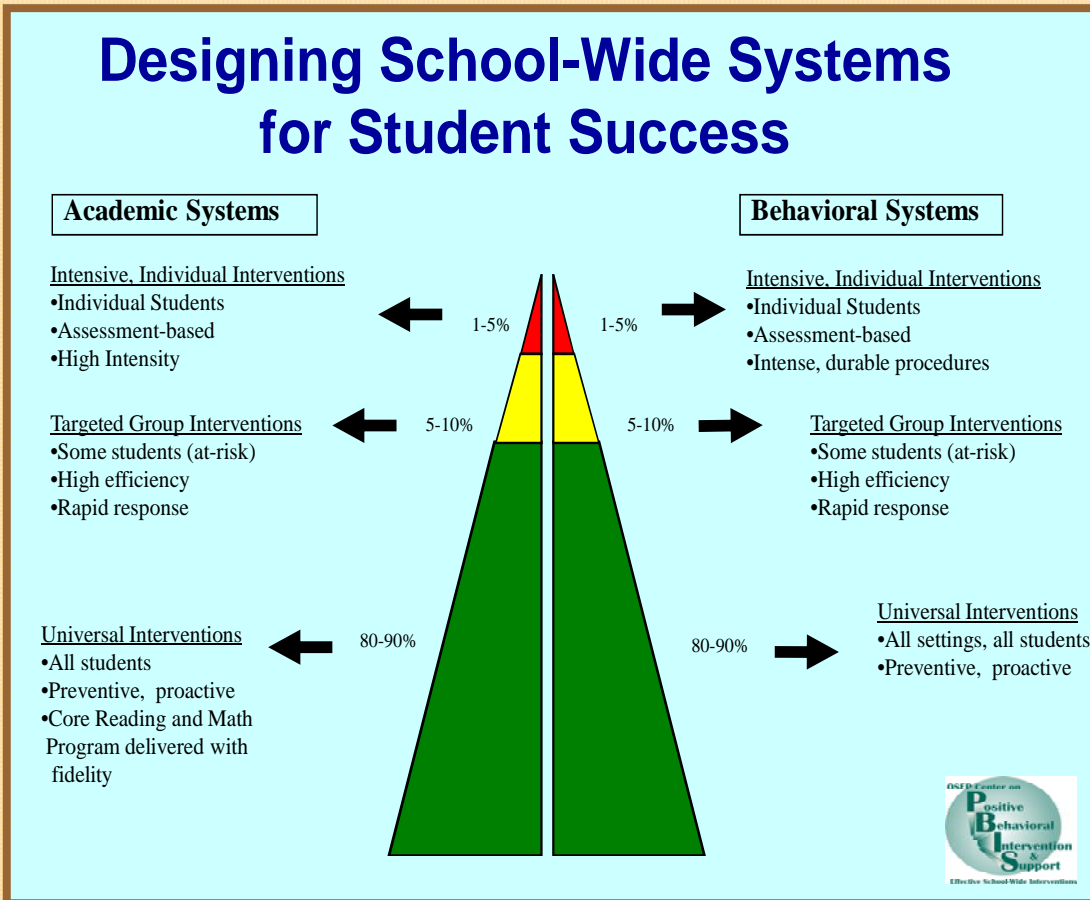 Designing School-Wide Systems
for Student Success
Academic Systems
Intensive, Individual Interventions
•Individual Students
•Assessment-based
•High Intensity
1-5%
Targeted Group Interventions
•Some students (at-risk)
•High efficiency
•Rapid response
5-10%
Universal Interventions
•All students
•Preventive, proactive
•Core Reading and Math
Program delivered with
fidelity
80-90%
Behavioral Systems
1-5%
Intensive, Individual Interventions
•Individual Students
•Assessment-based
•Intense, durable procedures
5-10%
Targeted Group Interventions
•Some students (at-risk)
•High efficiency
•Rapid response
80-90%
Universal Interventions
•All settings, all students
•Preventive, proactive
OSEP Center on
Positive
Behavioral
Intervention
&
Support
Effective School-Wide Interventions